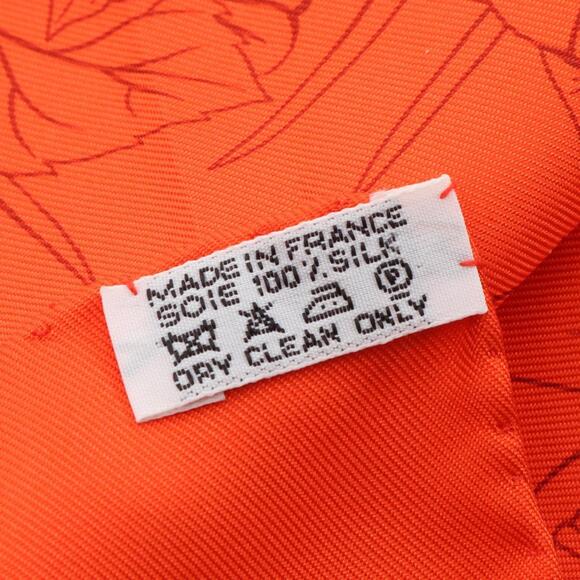 MADE IN FRANCE
SOIE 100 % SILK
P
DRY CLEAN ONLY